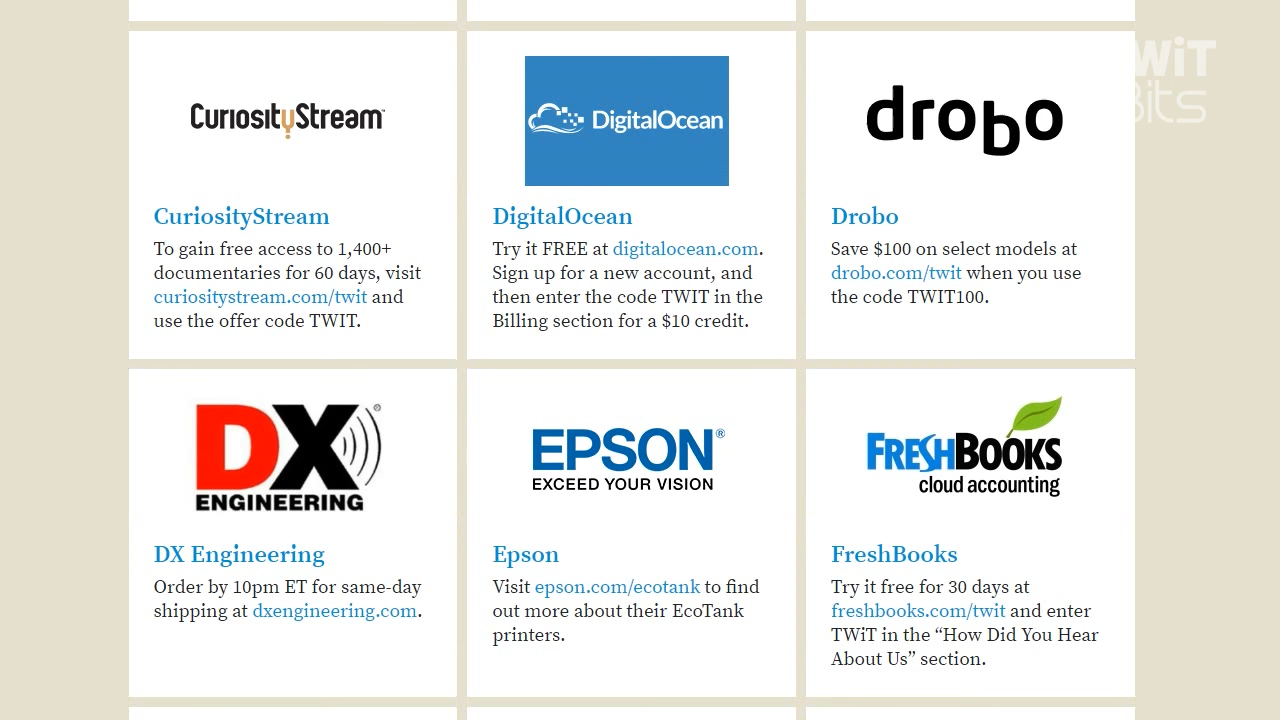 CuriosityStream™
DigitalOcean
drobo
WiT
Bits
CuriosityStream
To gain free access to 1,400+
documentaries for 60 days, visit
curiositystream.com/twit and
use the offer code TWIT.
DigitalOcean
Try it FREE at digitalocean.com.
Sign up for a new account, and
then enter the code TWIT in the
Billing section for a $10 credit.
Drobo
Save $100 on select models at
drobo.com/twit when you use
the code TWIT100.
DX®
ENGINEERING
EPSON®
EXCEED YOUR VISION
FRESHBOOKS
cloud accounting
DX Engineering
Order by 10pm ET for same-day
shipping at dxengineering.com.
Epson
Visit epson.com/ecotank to find
out more about their EcoTank
printers.
FreshBooks
Try it free for 30 days at
freshbooks.com/twit and enter
TWiT in the “How Did You Hear
About Us” section.